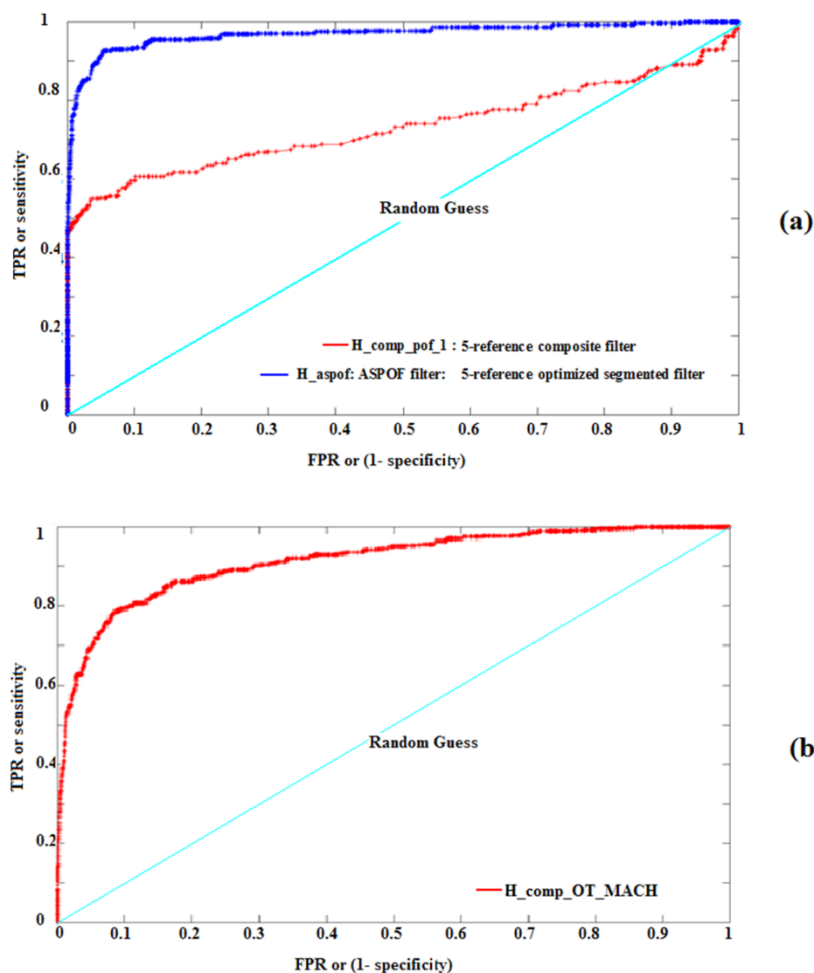 1
0.8
0.6
0.4
0.2
0
TPR or sensitivity
Random Guess
H_comp_pof_1 : 5-reference composite filter
H_aspof: ASPOF filter: 5-reference optimized segmented filter
0 0.1 0.2 0.3 0.4 0.5 0.6 0.7 0.8 0.9 1
FPR or (1- specificity)
(a)
1
0.8
0.6
0.4
0.2
0
TPR or sensitivity
Random Guess
H_comp_OT_MACH
0 0.1 0.2 0.3 0.4 0.5 0.6 0.7 0.8 0.9 1
FPR or (1- specificity)
(b